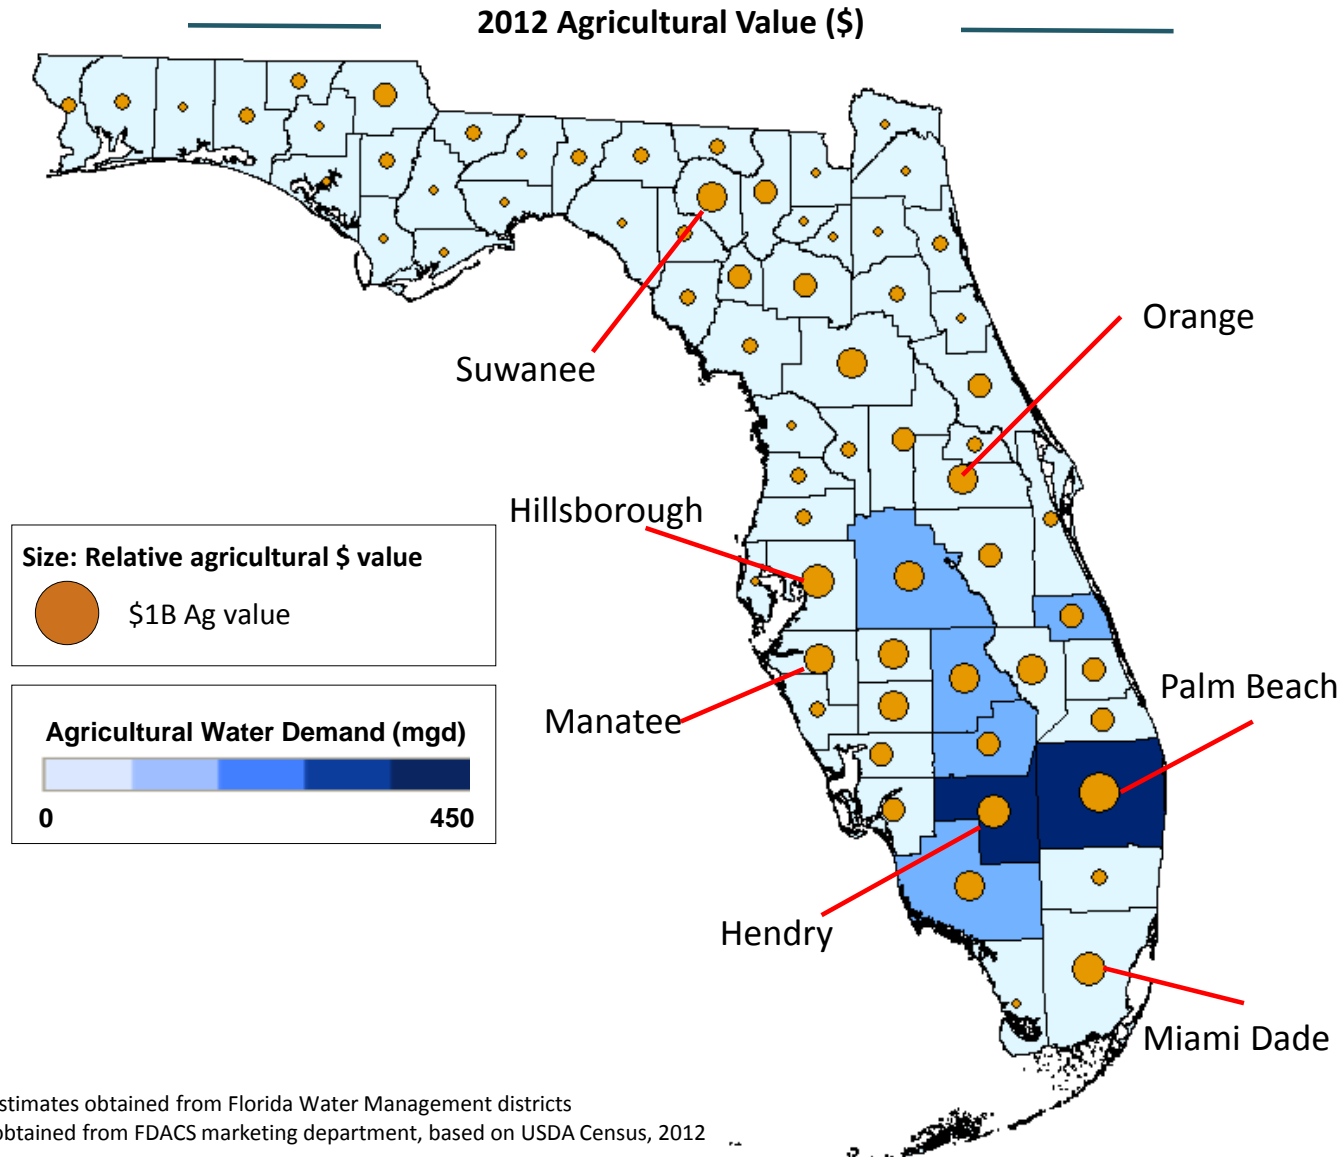 2012 Agricultural Value ($)
Orange
Suwanee
Hillsborough
Size: Relative agricultural $ value
$1B Ag value
Palm Beach
Manatee
Agricultural Water Demand (mgd)
0 450
Hendry
Miami Dade
stimates obtained from Florida Water Management districts
obtained from FDACS marketing department, based on USDA Census, 2012